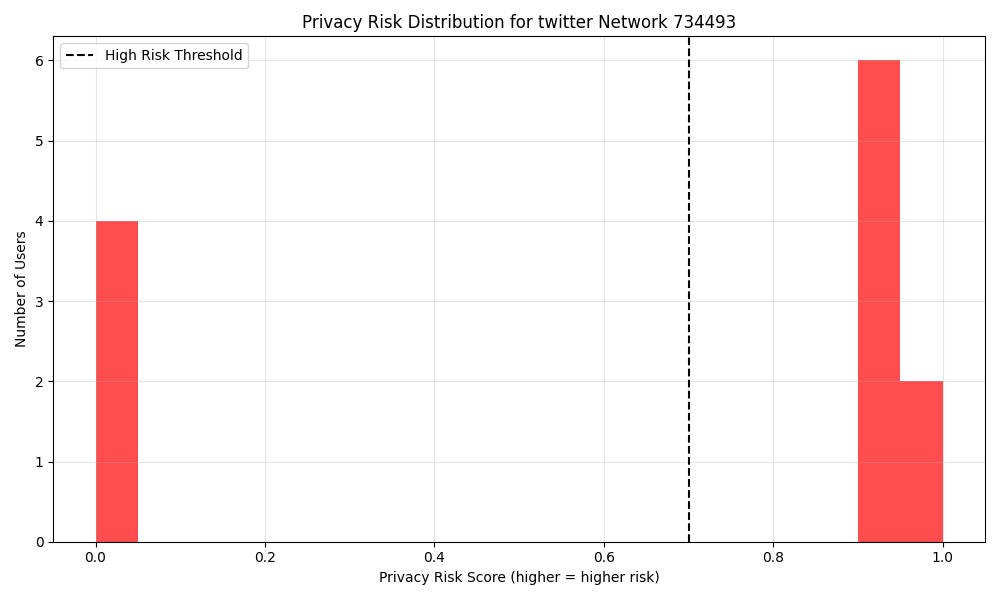 Privacy Risk Distribution for twitter Network 734493
High Risk Threshold
6
5
4
3
2
1
0
Number of Users
0.0 0.2 0.4 0.6 0.8 1.0
Privacy Risk Score (higher = higher risk)